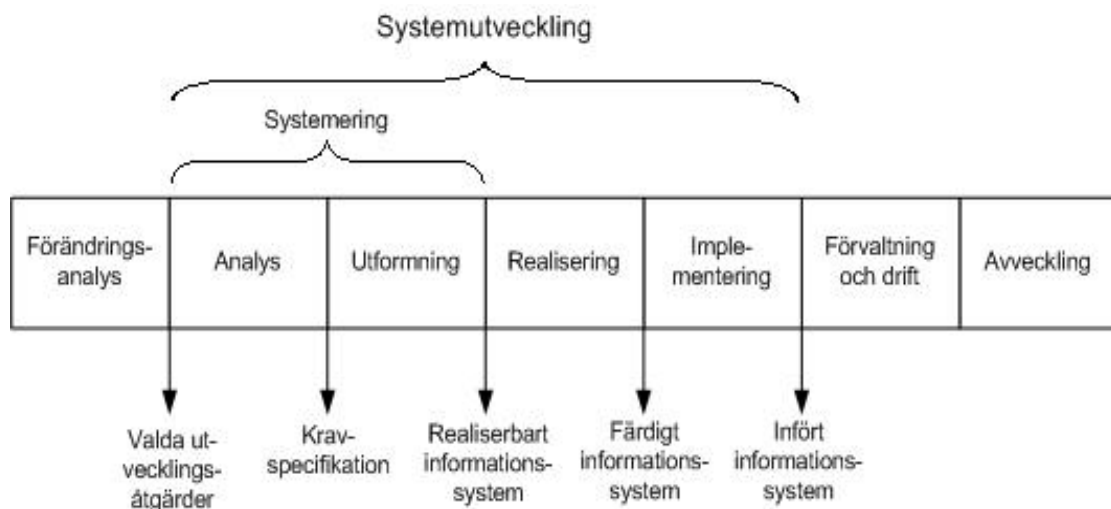 Systemutveckling
Systemering
Förändrings-
analys
Analys
Utformning
Realisering
Imple-
mentering
Förvaltning
och drift
Avveckling
Valda ut-
vecklings-
åtgärder
Krav-
specifikation
Realiserbart
informations-
system
Färdigt
informations-
system
Infört
informations-
system